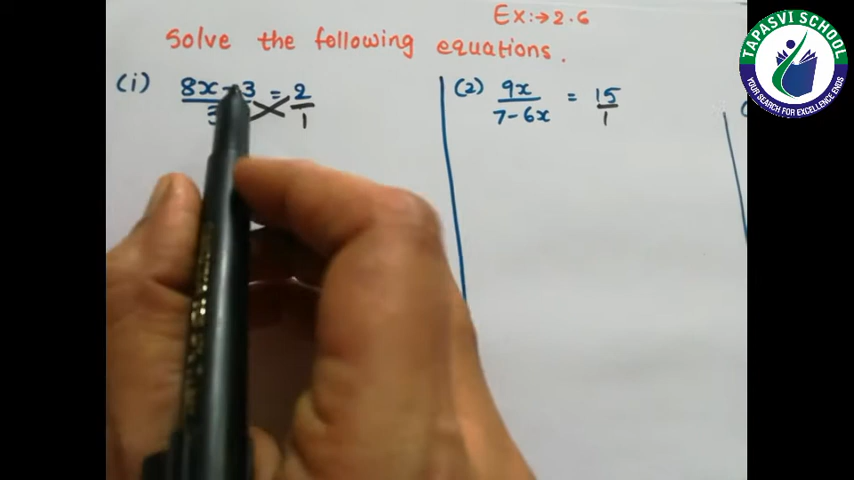 Ex:→2.6
Solve the following equations.
(i) 8x-3 = 2
3
1
(2) 9x = 15
7-6x
1
TAPASVI SCHOOL
YOUR SEARCH FOR EXCELLENCE ENDS